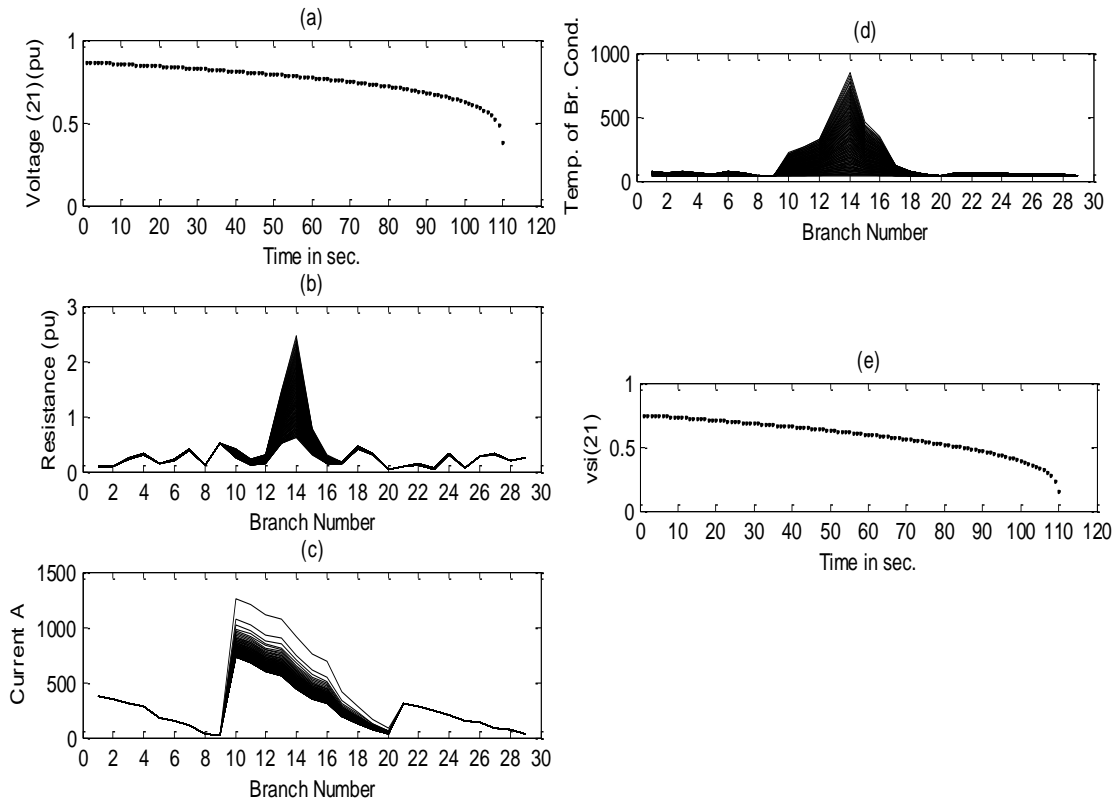 (a)
Voltage (21)(pu)
1
0.5
0
0 10 20 30 40 50 60 70 80 90 100 110 120
Time in sec.
(b)
Resistance (pu)
3
2
1
0
0 2 4 6 8 10 12 14 16 18 20 22 24 26 28 30
Branch Number
(c)
Current A
1500
1000
500
0
0 2 4 6 8 10 12 14 16 18 20 22 24 26 28 30
Branch Number
(d)
Temp. of Br. Cond.
1000
500
0
0 2 4 6 8 10 12 14 16 18 20 22 24 26 28 30
Branch Number
(e)
vsi(21)
1
0.5
0
0 10 20 30 40 50 60 70 80 90 100 110 120
Time in sec.